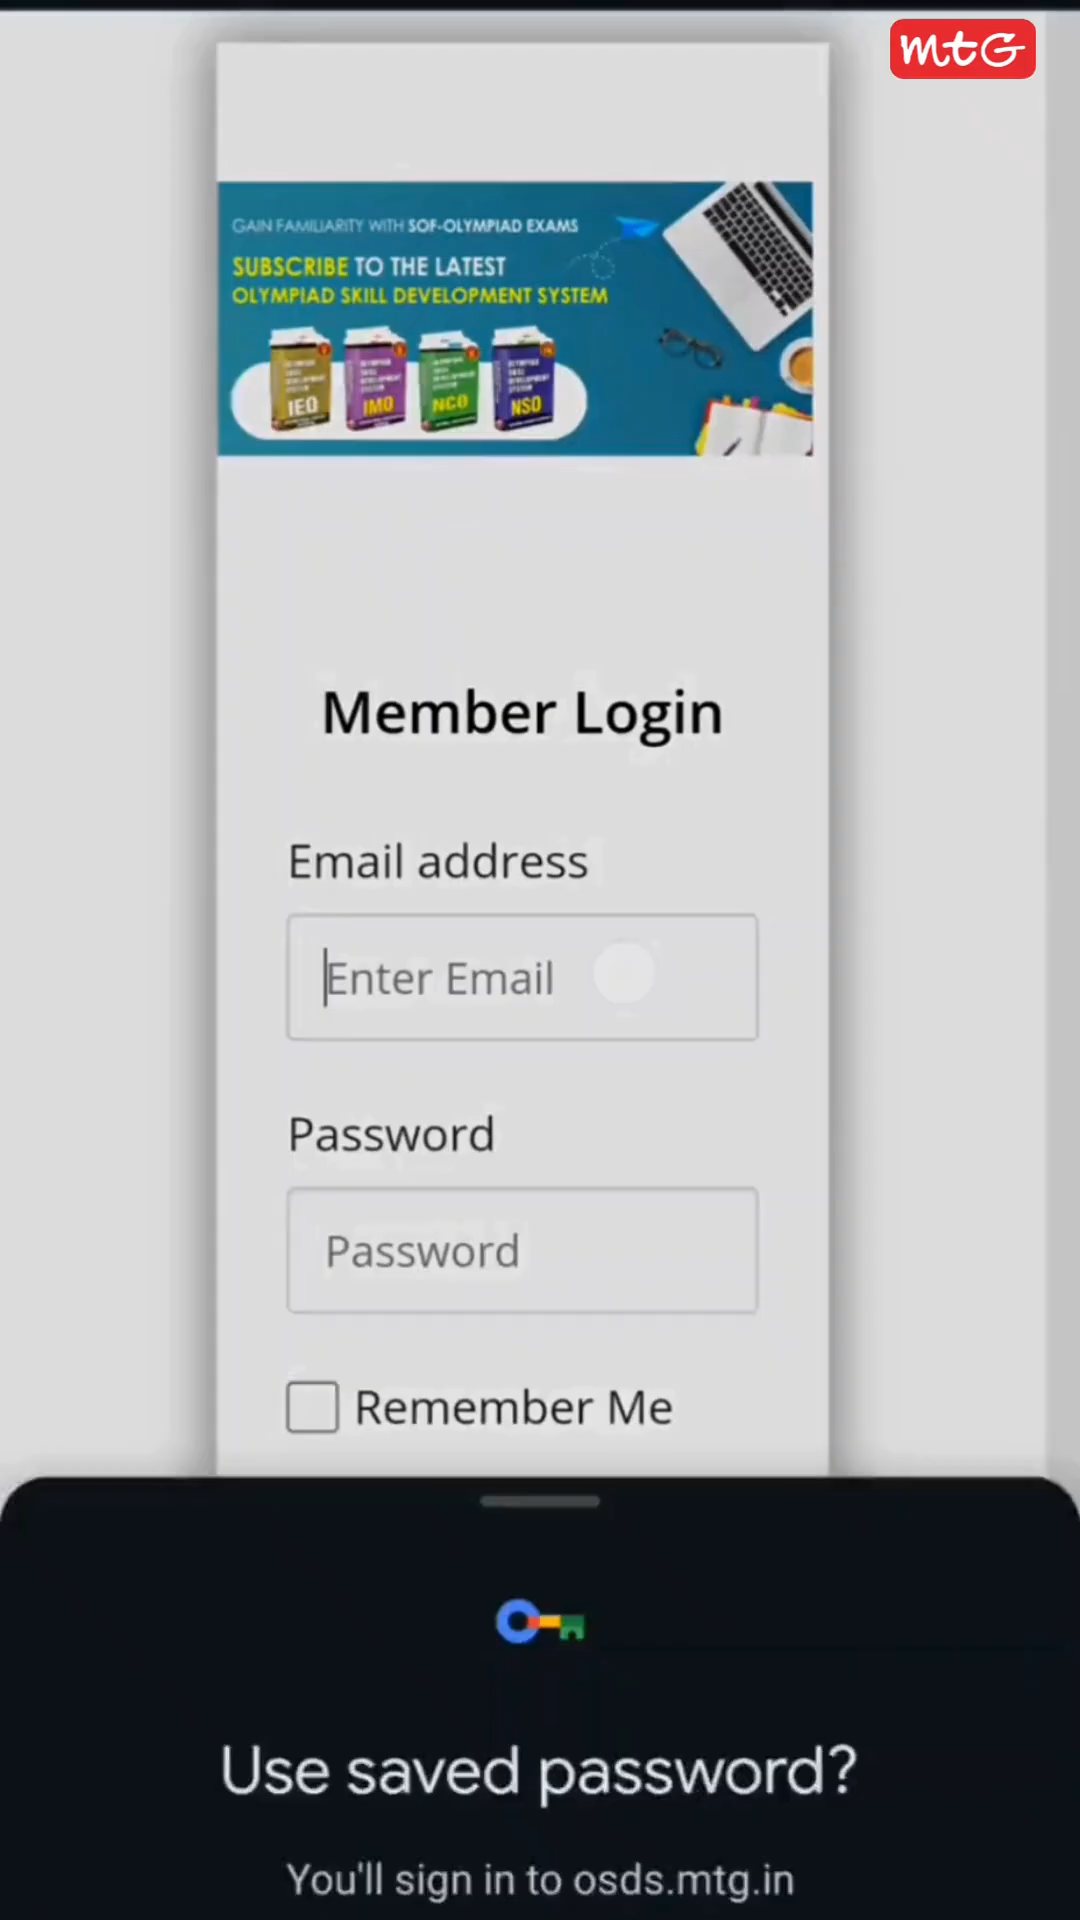 mtG
GAIN FAMILIARITY WITH SOF-OLYMPIAD EXAMS
SUBSCRIBE TO THE LATEST
OLYMPIAD SKILL DEVELOPMENT SYSTEM
IEO IMO NCO NSO
Member Login
Email address
Enter Email
Password
Password
Remember Me
Use saved password?
You'll sign in to osds.mtg.in